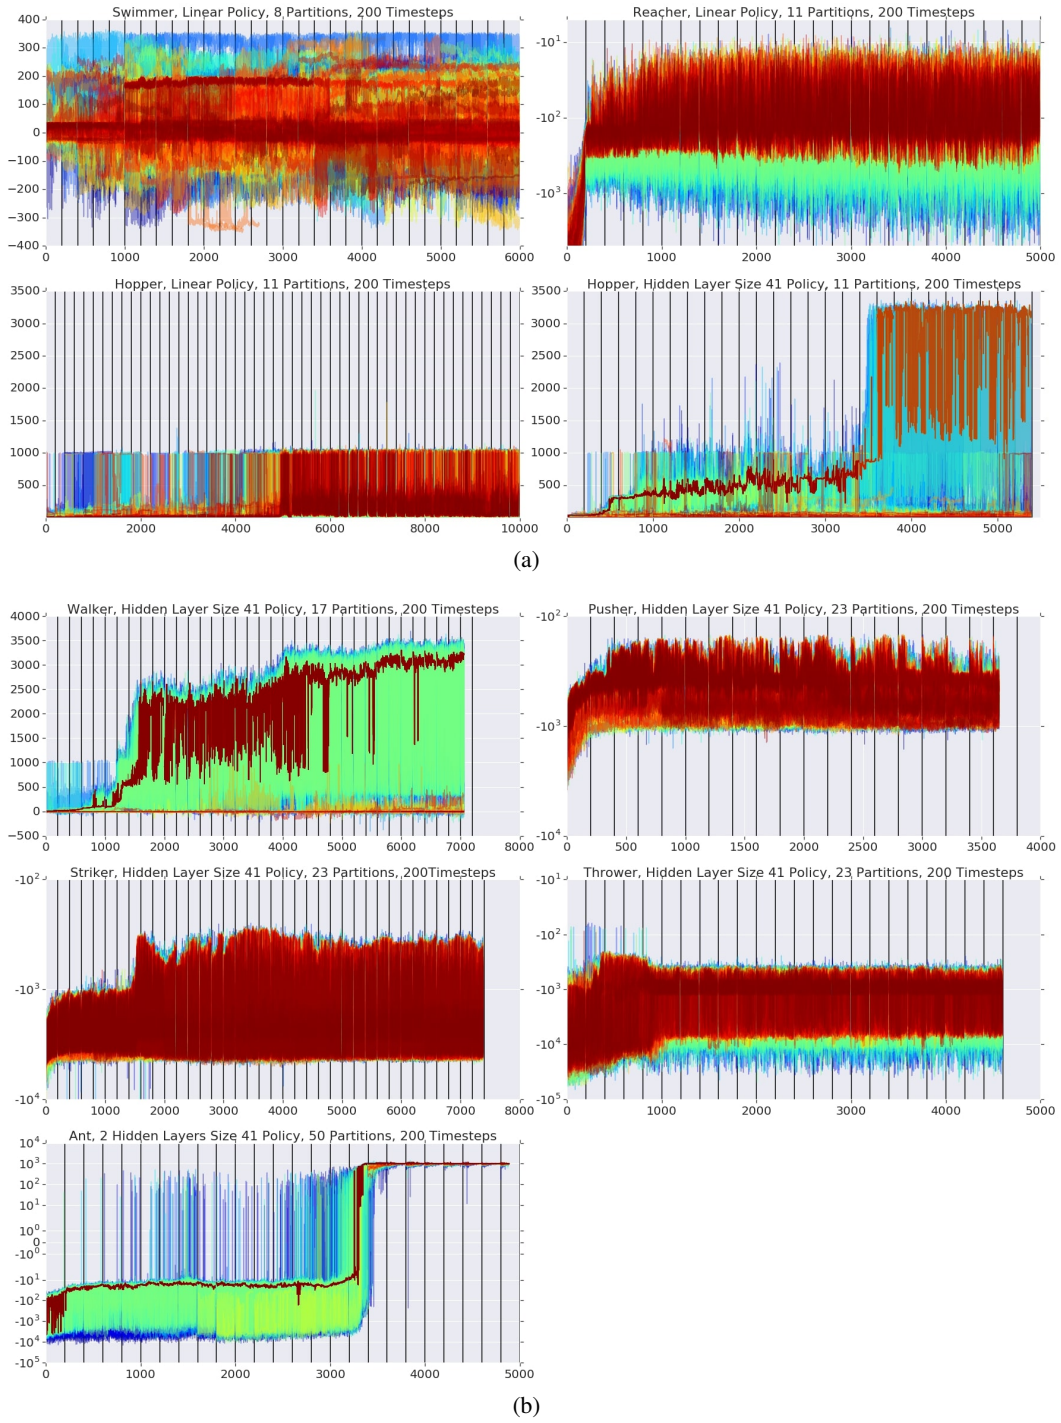 Swimmer, Linear Policy, 8 Partitions, 200 Timesteps
400
300
200
100
0
−100
−200
−300
−400
0 1000 2000 3000 4000 5000 6000
Reacher, Linear Policy, 11 Partitions, 200 Timesteps
-10¹
-10²
-10³
0 1000 2000 3000 4000 5000
Hopper, Linear Policy, 11 Partitions, 200 Timesteps
3500
3000
2500
2000
1500
1000
500
0 2000 4000 6000 8000 10000
Hopper, Hidden Layer Size 41 Policy, 11 Partitions, 200 Timesteps
3500
3000
2500
2000
1500
1000
500
0 1000 2000 3000 4000 5000
(a)
Walker, Hidden Layer Size 41 Policy, 17 Partitions, 200 Timesteps
4000
3500
3000
2500
2000
1500
1000
500
0
−500
0 1000 2000 3000 4000 5000 6000 7000 8000
Pusher, Hidden Layer Size 41 Policy, 23 Partitions, 200 Timesteps
-10²
-10³
-10⁴
0 500 1000 1500 2000 2500 3000 3500 4000
Striker, Hidden Layer Size 41 Policy, 23 Partitions, 200Timesteps
-10²
-10³
-10⁴
0 1000 2000 3000 4000 5000 6000 7000 8000
Thrower, Hidden Layer Size 41 Policy, 23 Partitions, 200 Timesteps
-10¹
-10²
-10³
-10⁴
-10⁵
0 1000 2000 3000 4000 5000
Ant, 2 Hidden Layers Size 41 Policy, 50 Partitions, 200 Timesteps
10⁴
10³
10²
10¹
10⁰
0
-10⁰
-10¹
-10²
-10³
-10⁴
-10⁵
0 1000 2000 3000 4000 5000
(b)